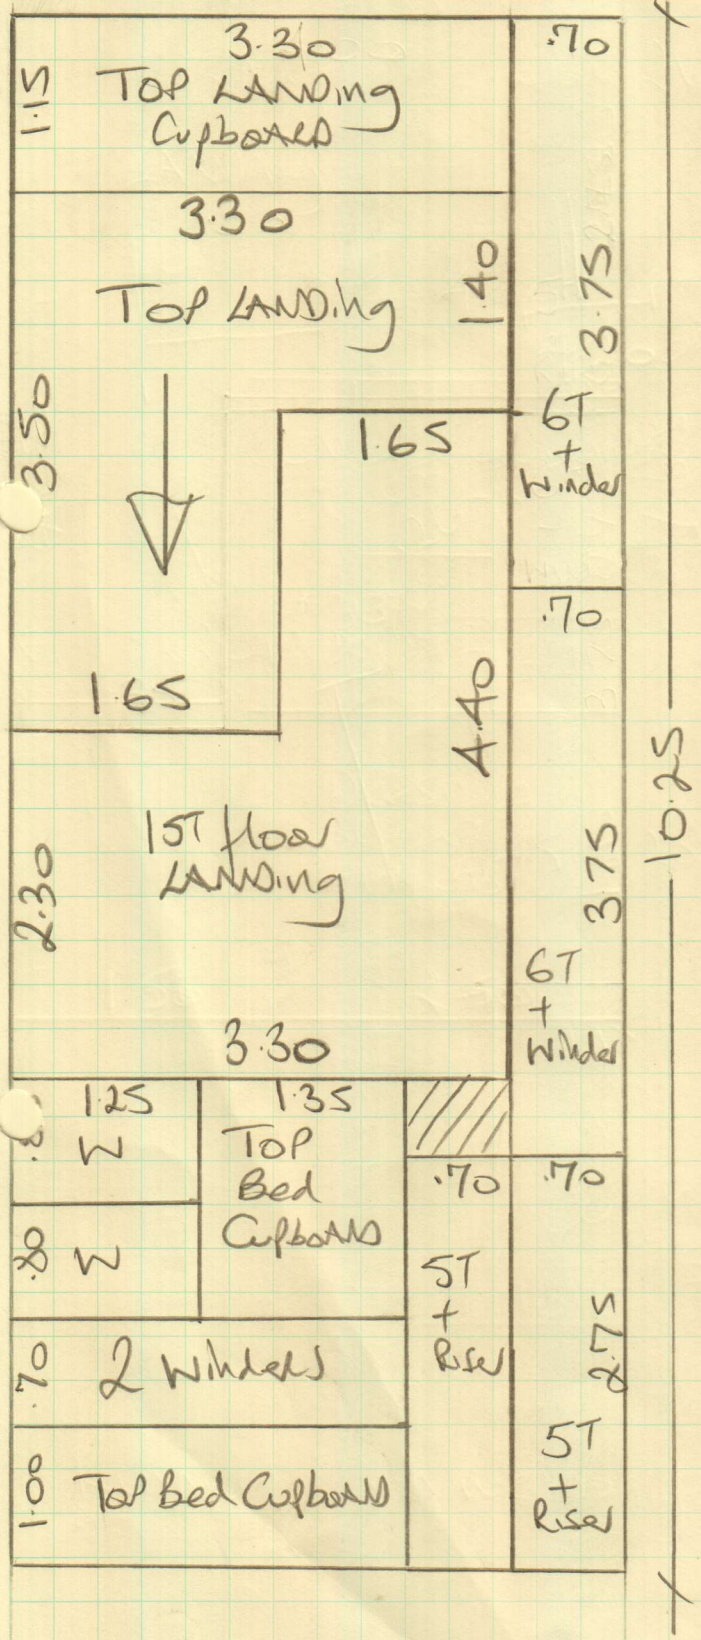 3.30
.70
1.15
TOP LANDing
CupboARD
3.30
TOP LANDing
1.40
3.75
3.50
1.65
6T
+
Winder
.70
1.65
4.40
10.25
1ST floor
LANDing
2.30
3.75
6T
+
Winder
3.30
1.25
1.35
W
TOP
Bed
CupboARD
.70
.70
.80
W
5T
+
Riser
2.75
.70
2 Winders
5T
+
Riser
1.00
Top Bed CupboARD